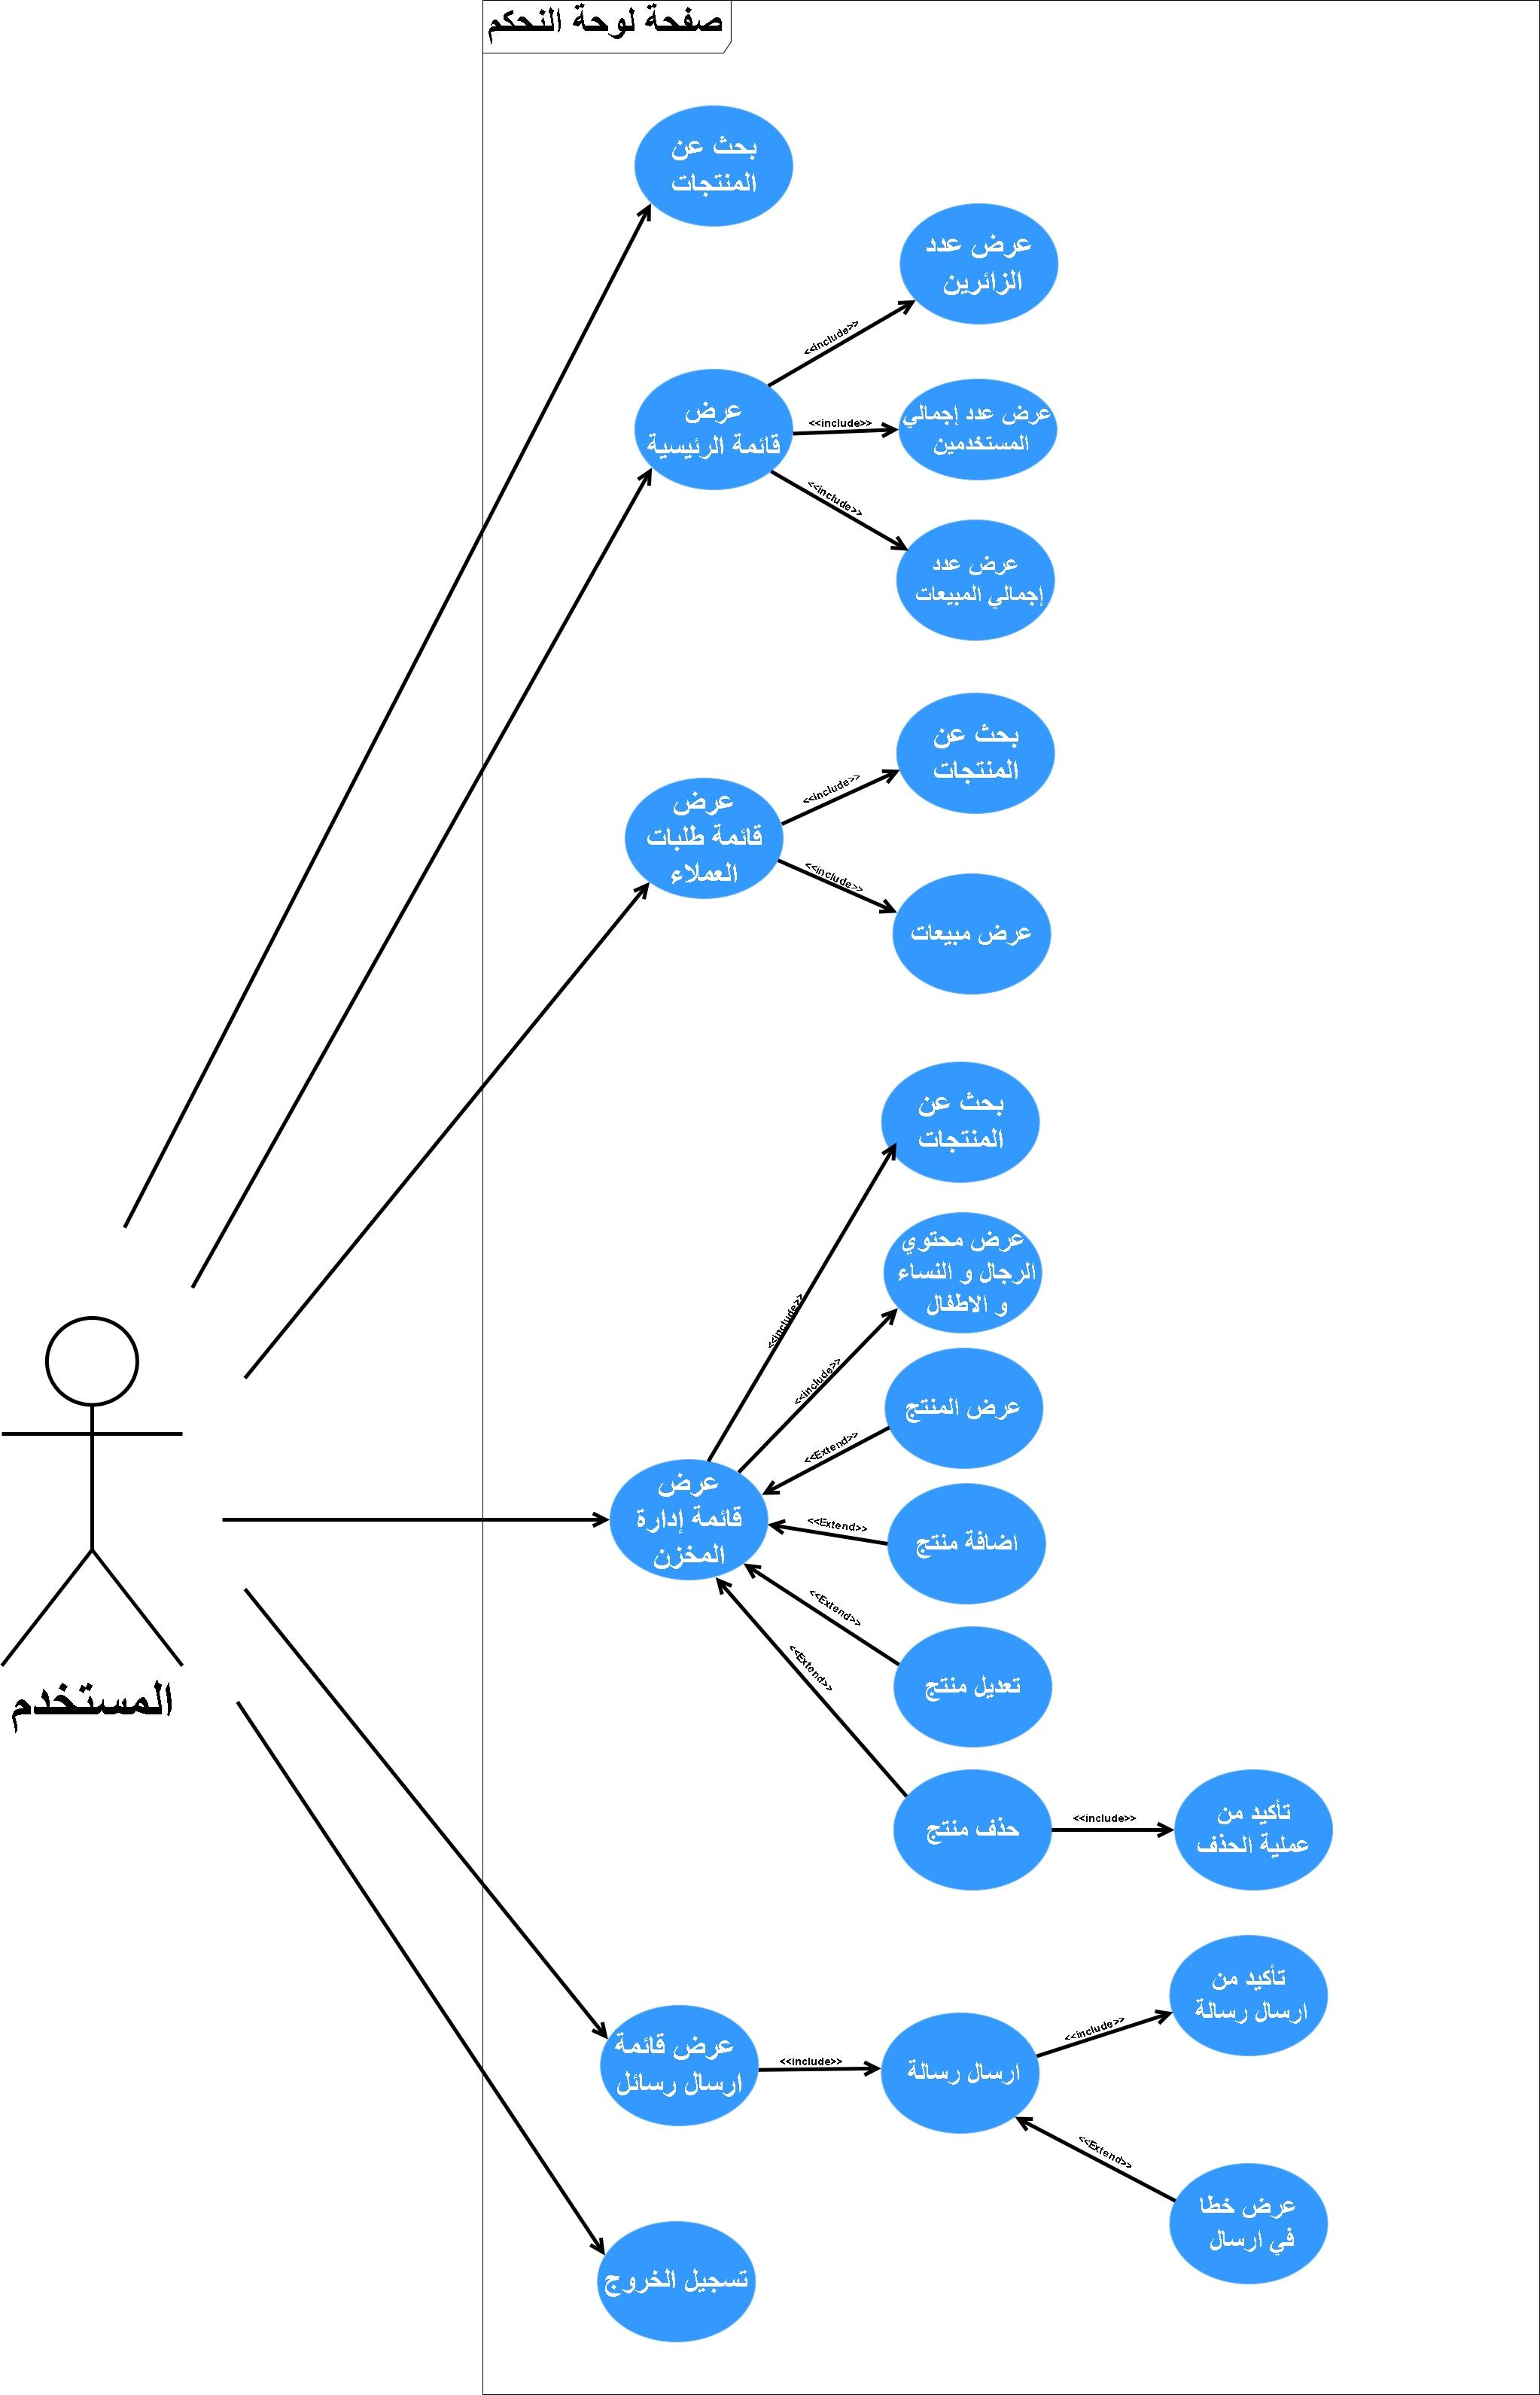 صفحة لوحة النحكم
بحث عن
المنتجات
عرض عدد
الزائرين
<<include>>
عرض
قائمة الرئيسية
<<include>>
عرض عدد إجمالي
المستخدمين
<<include>>
عرض عدد
إجمالي المبيعات
بحث عن
المنتجات
<<include>>
عرض
قائمة طلبات
العملاء
<<include>>
عرض مبيعات
بحث عن
المنتجات
<<include>>
عرض محتوي
الرجال و النساء
و الاطفال
<<include>>
عرض المنتج
<<Extend>>
عرض
قائمة إدارة
المخزن
<<Extend>>
اضافة منتج
<<Extend>>
تعديل منتج
<<Extend>>
المستخدم
حذف منتج
<<include>>
تأكيد من
عملية الحذف
تأكيد من
ارسال رسالة
<<include>>
عرض قائمة
ارسال رسائل
<<include>>
ارسال رسالة
<<Extend>>
عرض خطا
في ارسال
تسجيل الخروج